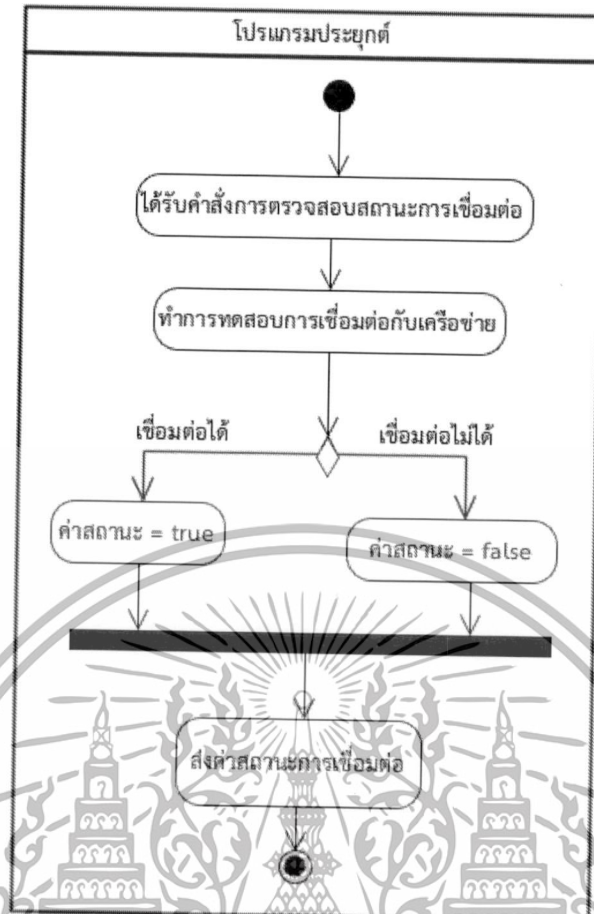 โปรแกรมประยุกต์
ได้รับคำสั่งการตรวจสอบสถานะการเชื่อมต่อ
ทำการทดสอบการเชื่อมต่อกับเครือข่าย
เชื่อมต่อได้
เชื่อมต่อไม่ได้
ค่าสถานะ = true
ค่าสถานะ = false
ส่งค่าสถานะการเชื่อมต่อ